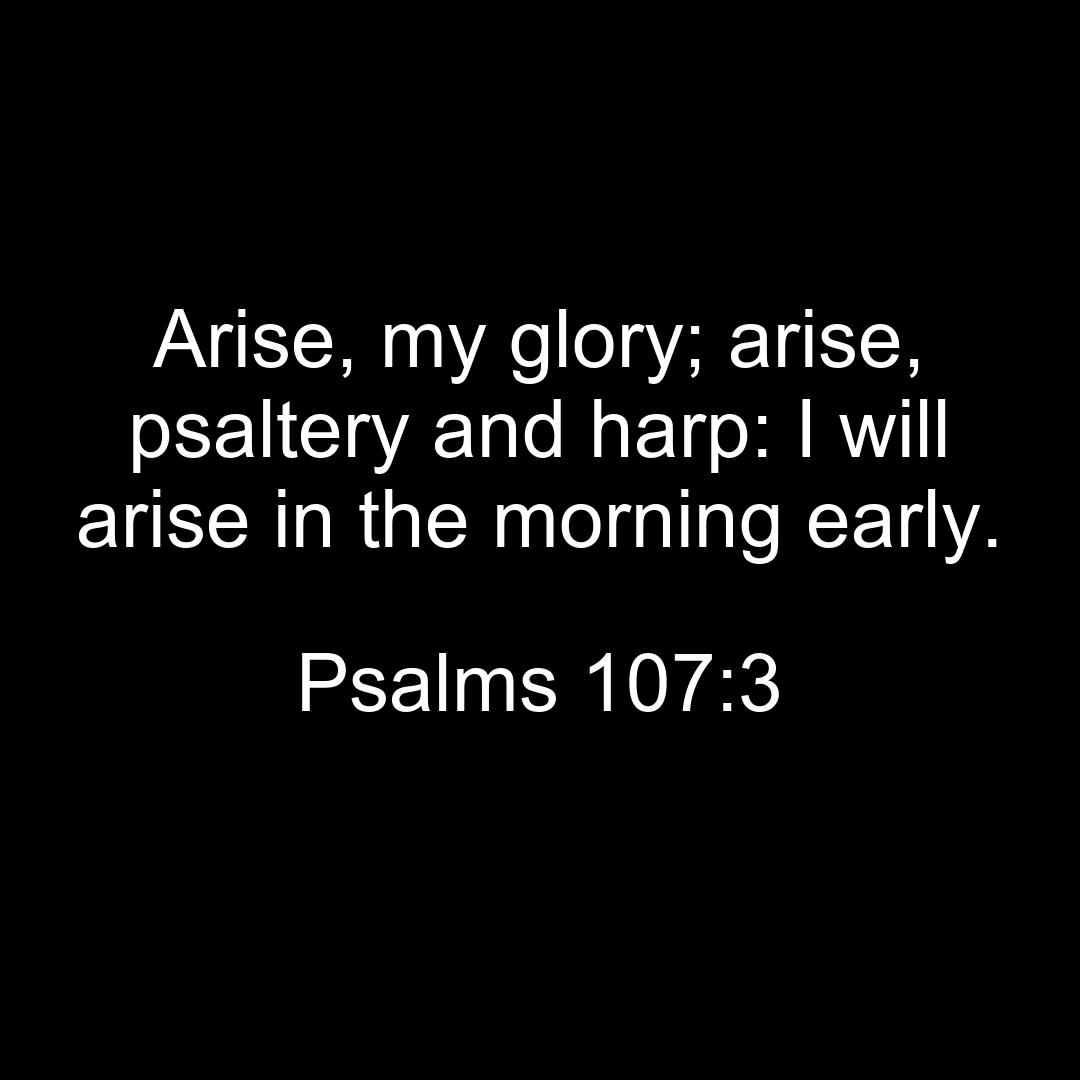 Arise, my glory; arise,
psaltery and harp: I will
arise in the morning early.
Psalms 107:3